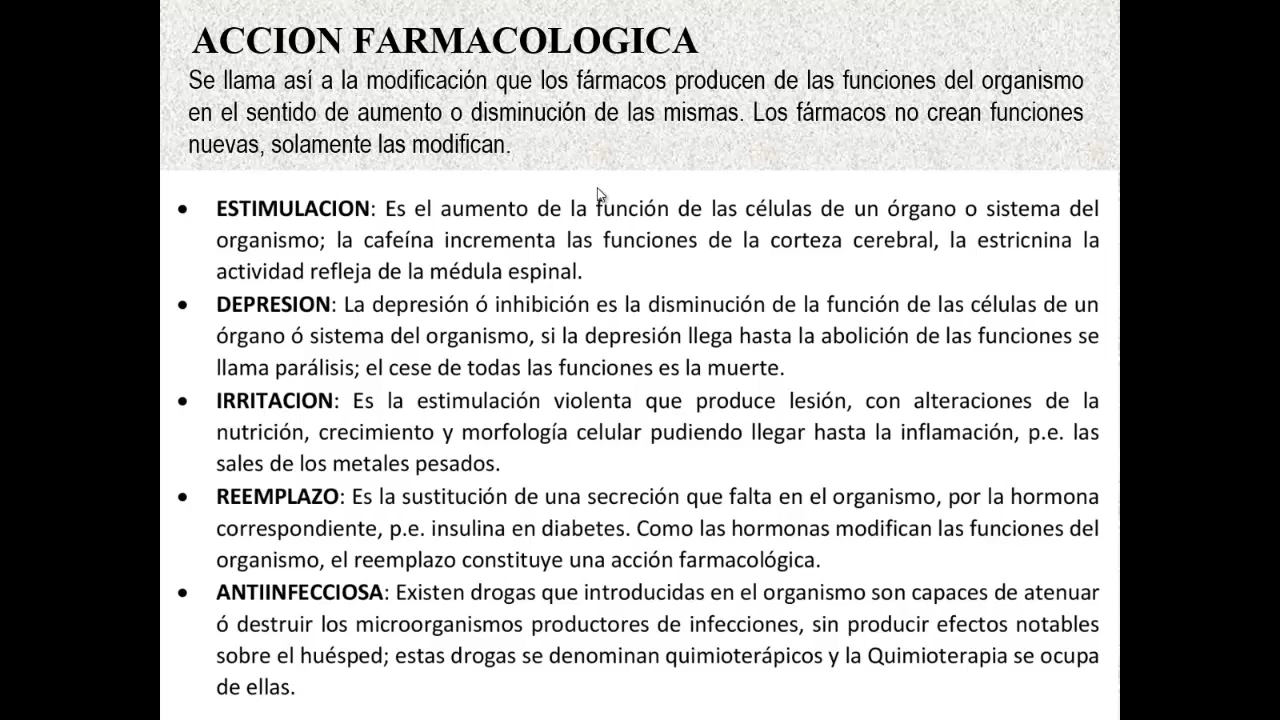 ACCION FARMACOLOGICA
Se llama así a la modificación que los fármacos producen de las funciones del organismo
en el sentido de aumento o disminución de las mismas. Los fármacos no crean funciones
nuevas, solamente las modifican.
• ESTIMULACION: Es el aumento de la función de las células de un órgano o sistema del
organismo; la cafeína incrementa las funciones de la corteza cerebral, la estricnina la
actividad refleja de la médula espinal.
• DEPRESION: La depresión ó inhibición es la disminución de la función de las células de un
órgano ó sistema del organismo, si la depresión llega hasta la abolición de las funciones se
llama parálisis; el cese de todas las funciones es la muerte.
• IRRITACION: Es la estimulación violenta que produce lesión, con alteraciones de la
nutrición, crecimiento y morfología celular pudiendo llegar hasta la inflamación, p.e. las
sales de los metales pesados.
• REEMPLAZO: Es la sustitución de una secreción que falta en el organismo, por la hormona
correspondiente, p.e. insulina en diabetes. Como las hormonas modifican las funciones del
organismo, el reemplazo constituye una acción farmacológica.
• ANTIINFECCIOSA: Existen drogas que introducidas en el organismo son capaces de atenuar
ó destruir los microorganismos productores de infecciones, sin producir efectos notables
sobre el huésped; estas drogas se denominan quimioterápicos y la Quimioterapia se ocupa
de ellas.